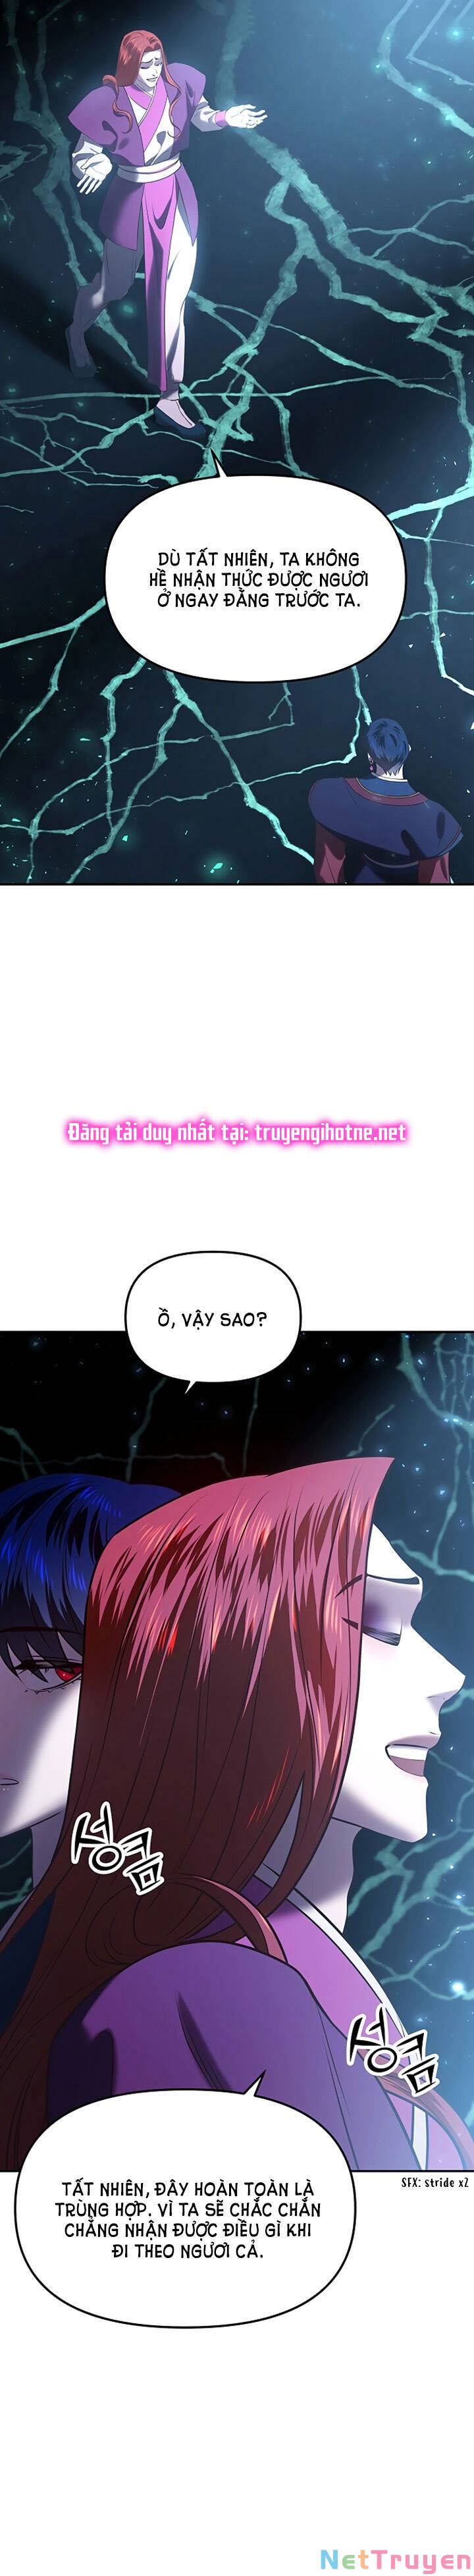 DÙ TẤT NHIÊN, TA KHÔNG
HỀ NHẬN THỨC ĐƯỢC NGƯƠI
Ở NGAY ĐẰNG TRƯỚC TA.
Đăng tải duy nhất tại: truyengihotne.net
Ồ, VẬY SAO?
성큼
성큼
SFX: stride x2
TẤT NHIÊN, ĐÂY HOÀN TOÀN LÀ
TRÙNG HỢP. VÌ TA SẼ CHẮC CHẮN
CHẲNG NHẬN ĐƯỢC ĐIỀU GÌ KHI
ĐI THEO NGƯƠI CẢ.
NetTruyen